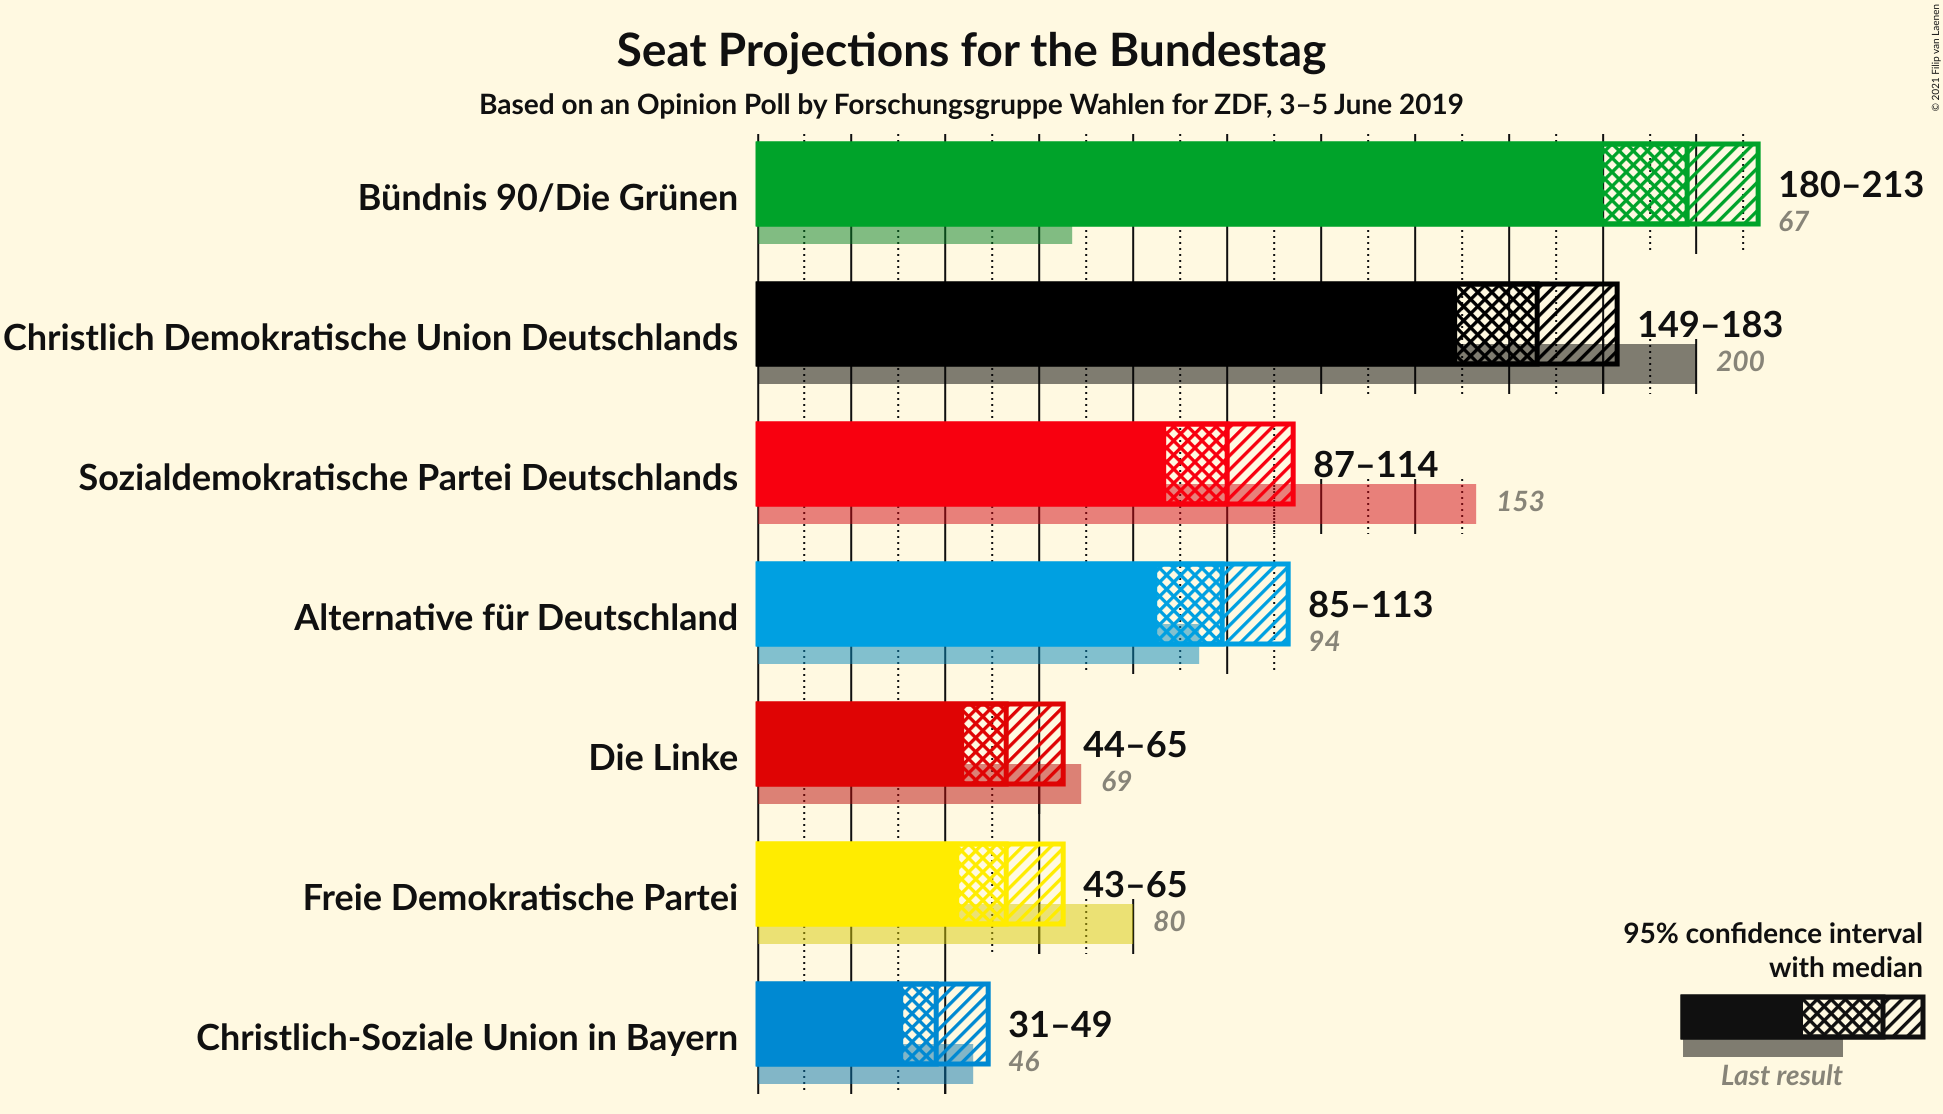 Seat Projections for the Bundestag
Based on an Opinion Poll by Forschungsgruppe Wahlen for ZDF, 3–5 June 2019
© 2021 Filip van Laenen
Bündnis 90/Die Grünen
180–213
67
Christlich Demokratische Union Deutschlands
149–183
200
Sozialdemokratische Partei Deutschlands
87–114
153
Alternative für Deutschland
85–113
94
Die Linke
44–65
69
Freie Demokratische Partei
43–65
80
Christlich-Soziale Union in Bayern
31–49
46
95% confidence interval
with median
Last result